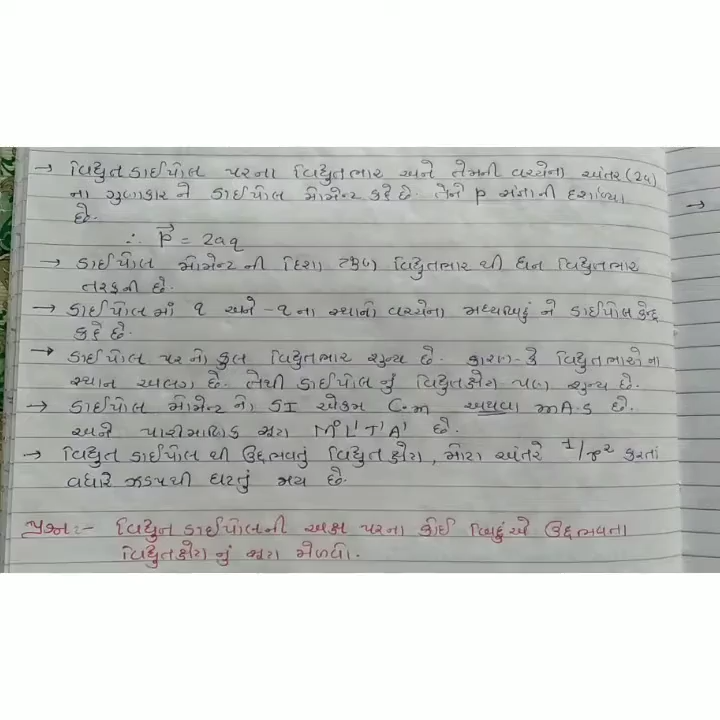 → વિદ્યુત ડાઈપોલ પરના વિદ્યુતભાર અને તેમની વચ્ચેના અંતર (2a)
ના ગુણાકાર ને ડાઈપોલ મોમેન્ટ કહે છે. તેને p સંજ્ઞાની દર્શાવાય
છે.
∴ p⃗ = 2aq
→ ડાઈપોલ મોમેન્ટ ની દિશા ઋણ વિદ્યુતભાર થી ધન વિદ્યુતભાર
તરફની છે.
→ ડાઈપોલ માં q અને -q ના સ્થાનો વચ્ચેના મધ્યબિંદુ ને ડાઈપોલ કેન્દ્ર
કહે છે.
→ ડાઈપોલ પર નો કુલ વિદ્યુતભાર શૂન્ય છે. કારણ-કે વિદ્યુતભારોના
સ્થાન અલગ છે. તેથી ડાઈપોલ નું વિદ્યુતક્ષેત્ર પણ શૂન્ય છે.
→ ડાઈપોલ મોમેન્ટ નો SI એકમ C.m અથવા mA.s છે.
અને પારીમાણિક સૂત્ર M⁰L¹T¹A¹ છે.
→ વિદ્યુત ડાઈપોલ થી ઉદ્દભવતું વિદ્યુત ક્ષેત્ર, મોટા અંતરે 1/r² કરતાં
વધારે ઝડપથી ઘટતું જાય છે.
પ્રશ્ન:- વિદ્યુત ડાઈપોલની અક્ષ પરના કોઈ બિંદુએ ઉદ્દભવતા
વિદ્યુતક્ષેત્ર નું સૂત્ર મેળવો.
→